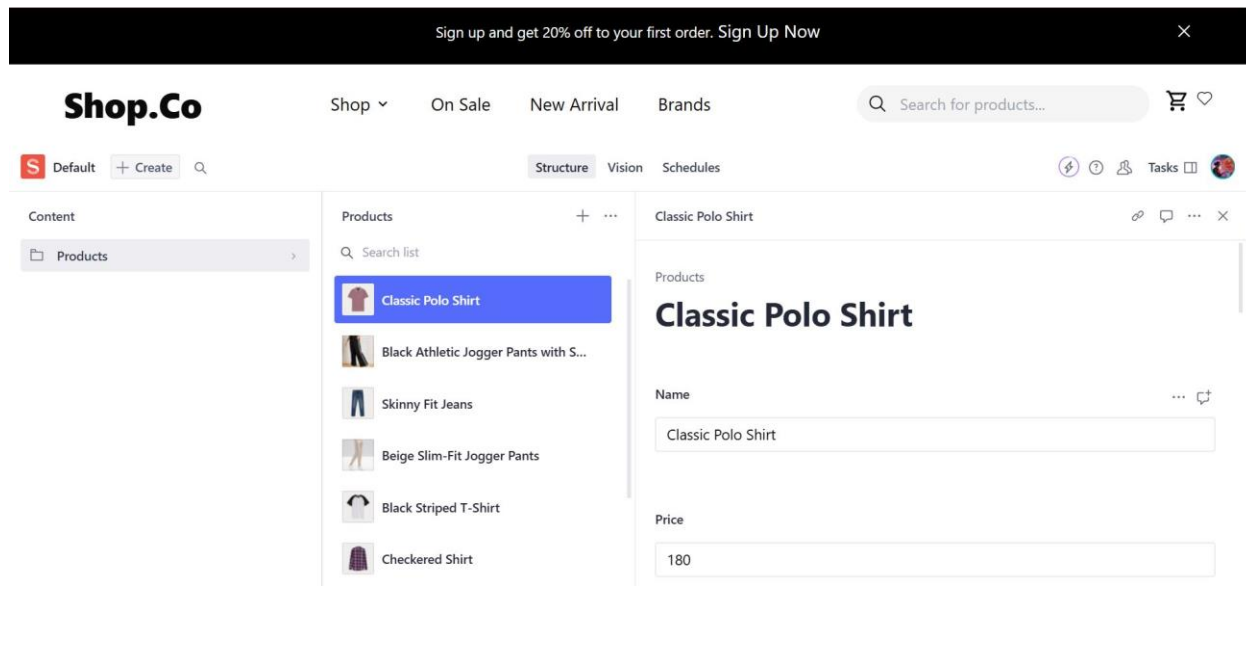 Sign up and get 20% off to your first order. Sign Up Now
Shop.Co
Shop
On Sale
New Arrival
Brands
Search for products...
S
Default
+ Create
Structure
Vision
Schedules
Tasks
Content
Products
Products
Search list
Classic Polo Shirt
Black Athletic Jogger Pants with S...
Skinny Fit Jeans
Beige Slim-Fit Jogger Pants
Black Striped T-Shirt
Checkered Shirt
Classic Polo Shirt
Products
Classic Polo Shirt
Name
Classic Polo Shirt
Price
180